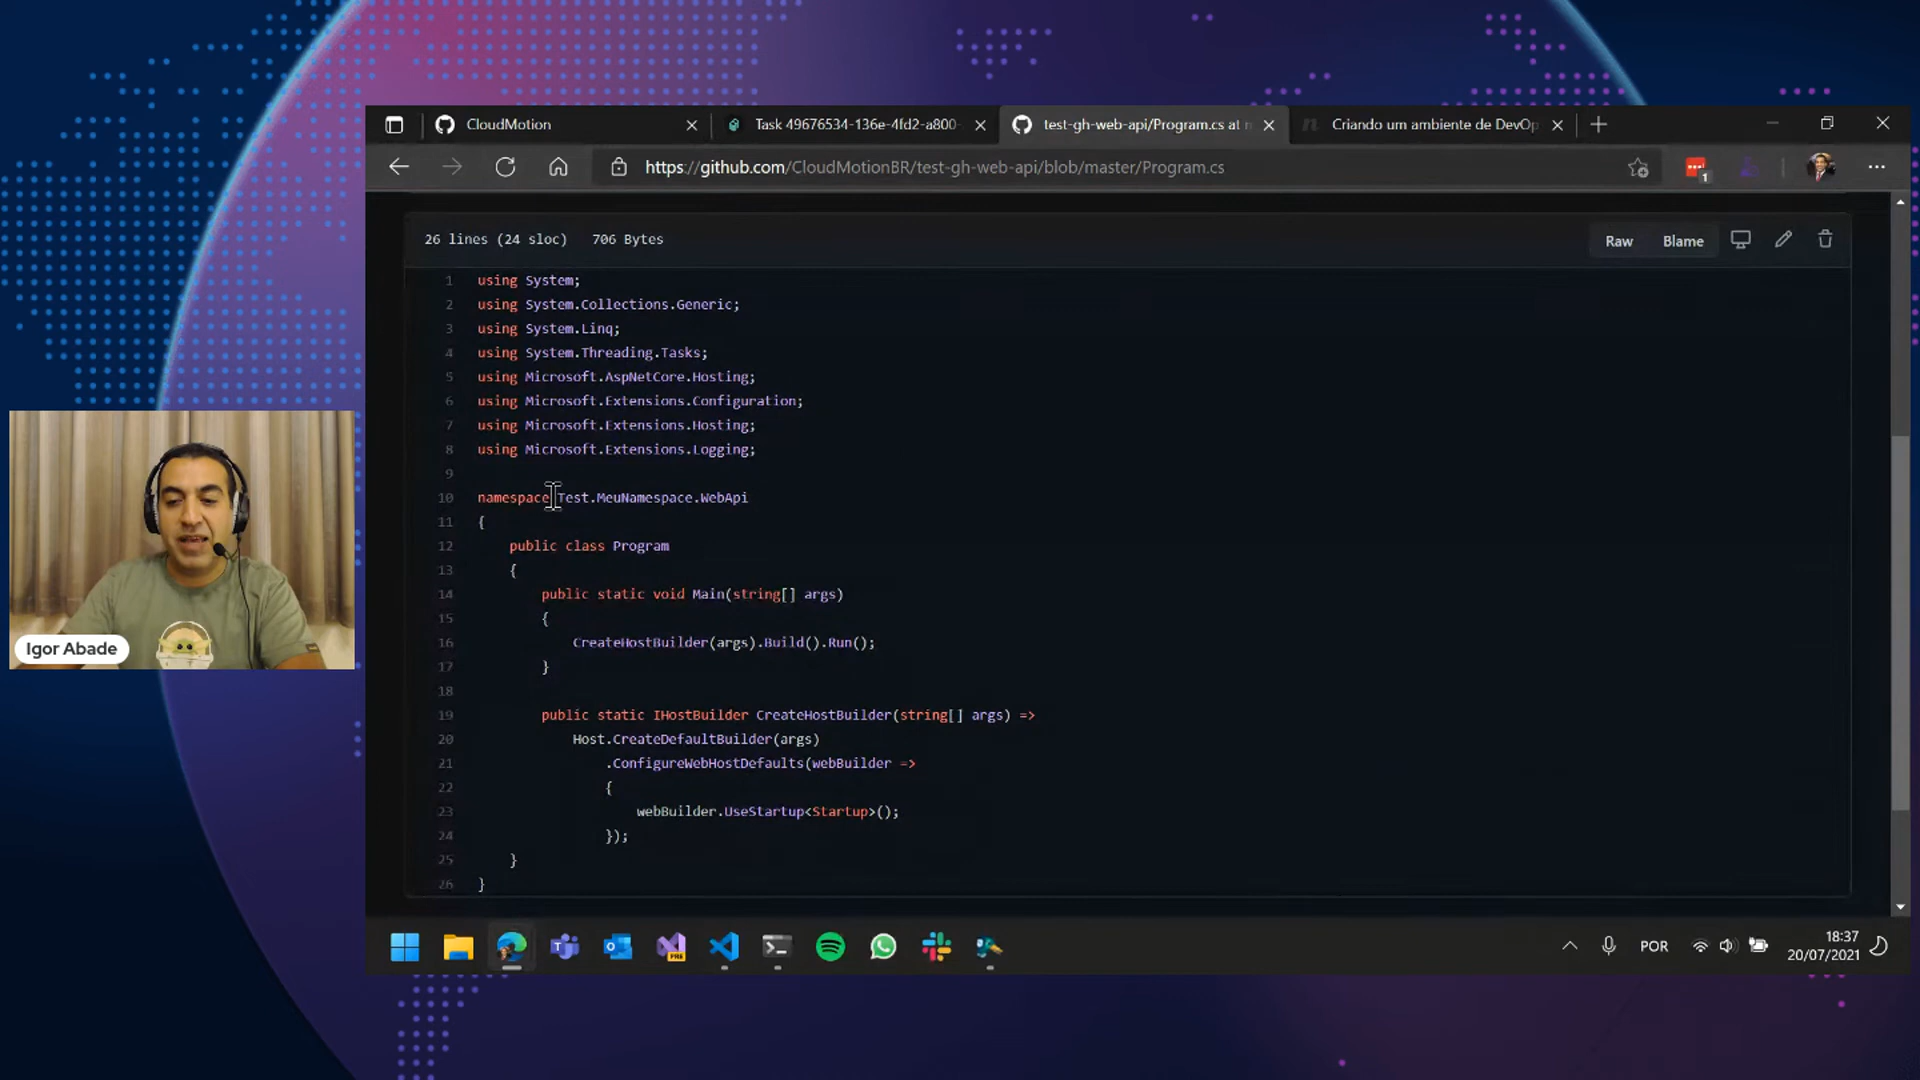 CloudMotion
Task 49676534-136e-4fd2-a800-
test-gh-web-api/Program.cs at
Criando um ambiente de DevOp
https://github.com/CloudMotionBR/test-gh-web-api/blob/master/Program.cs
1
26 lines (24 sloc) 706 Bytes
Raw Blame
1 using System;
2 using System.Collections.Generic;
3 using System.Linq;
4 using System.Threading.Tasks;
5 using Microsoft.AspNetCore.Hosting;
6 using Microsoft.Extensions.Configuration;
7 using Microsoft.Extensions.Hosting;
8 using Microsoft.Extensions.Logging;
9
10 namespace Test.MeuNamespace.WebApi
11 {
12 public class Program
13 {
14 public static void Main(string[] args)
15 {
16 CreateHostBuilder(args).Build().Run();
17 }
18
19 public static IHostBuilder CreateHostBuilder(string[] args) =>
20 Host.CreateDefaultBuilder(args)
21 .ConfigureWebHostDefaults(webBuilder =>
22 {
23 webBuilder.UseStartup<Startup>();
24 });
25 }
26 }
Igor Abade
PRE
POR
18:37
20/07/2021